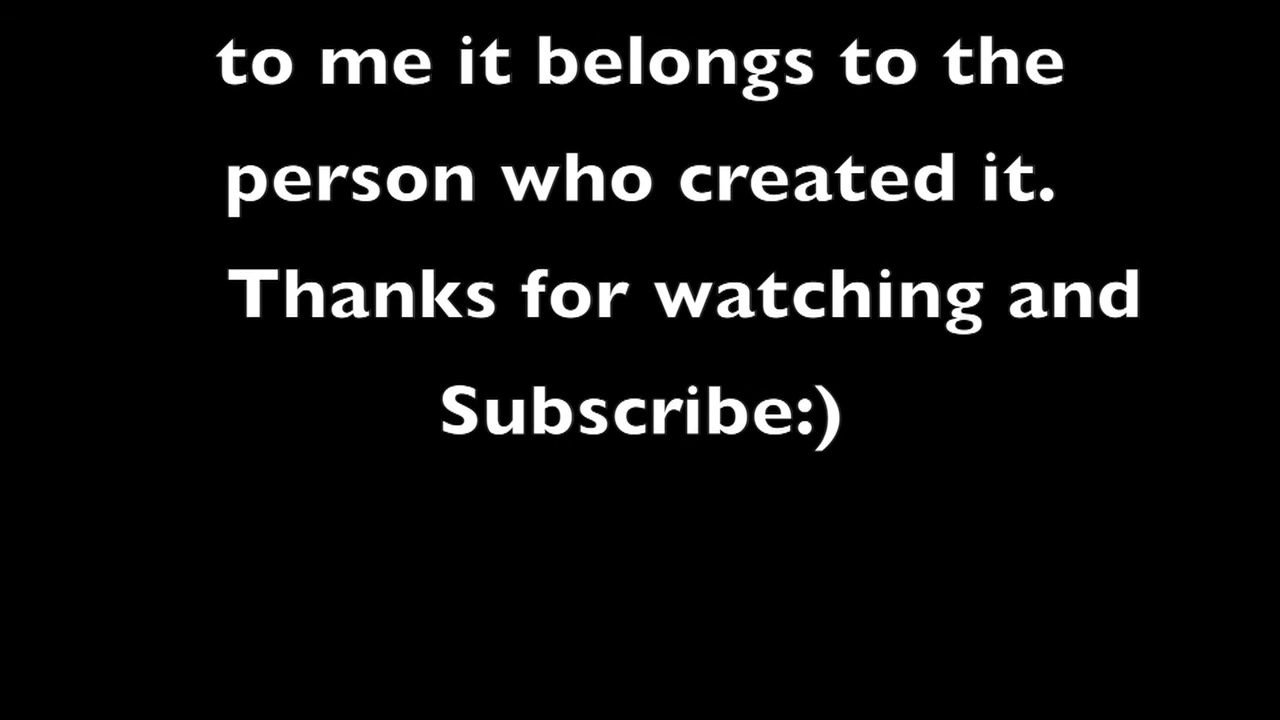 to me it belongs to the
person who created it.
Thanks for watching and
Subscribe:)